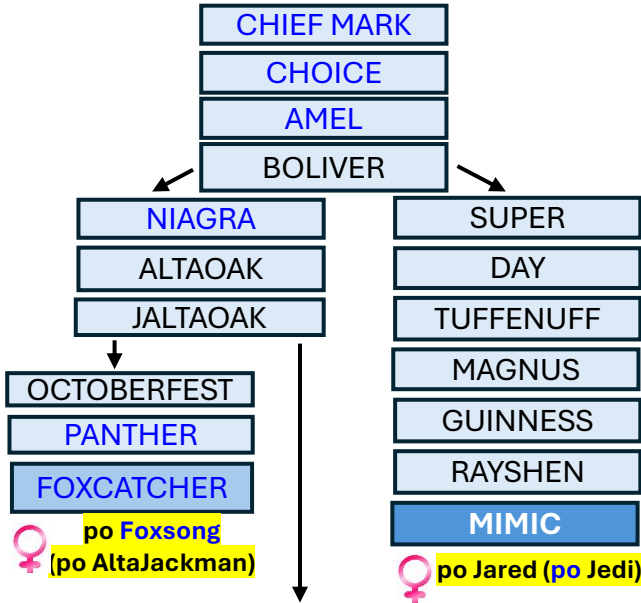 CHIEF MARK
CHOICE
AMEL
BOLIVER
NIAGRA
ALTAOAK
JALTAOAK
OCTOBERFEST
PANTHER
FOXCATCHER
po Foxsong
(po AltaJackman)
SUPER
DAY
TUFFENUFF
MAGNUS
GUINNESS
RAYSHEN
MIMIC
po Jared (po Jedi)